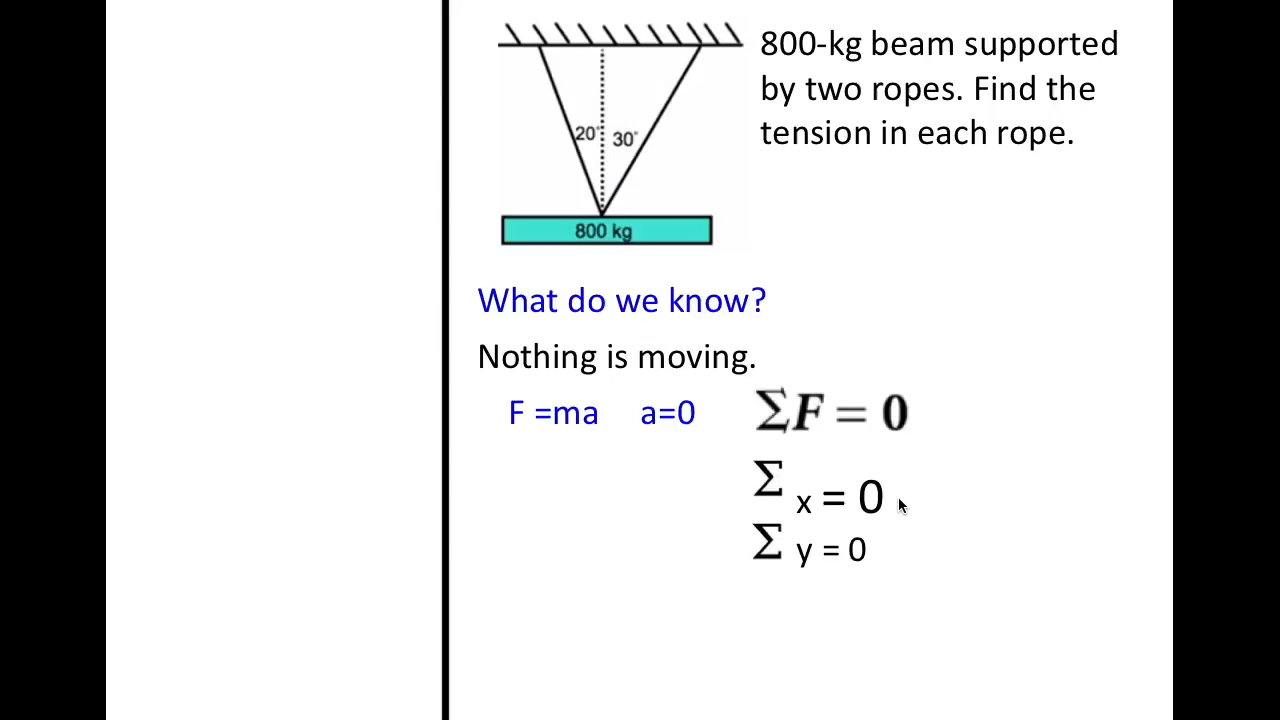 800-kg beam supported
by two ropes. Find the
tension in each rope.
20° 30°
800 kg
What do we know?
Nothing is moving.
F =ma a=0 ΣF = 0
Σ x = 0
Σ y = 0